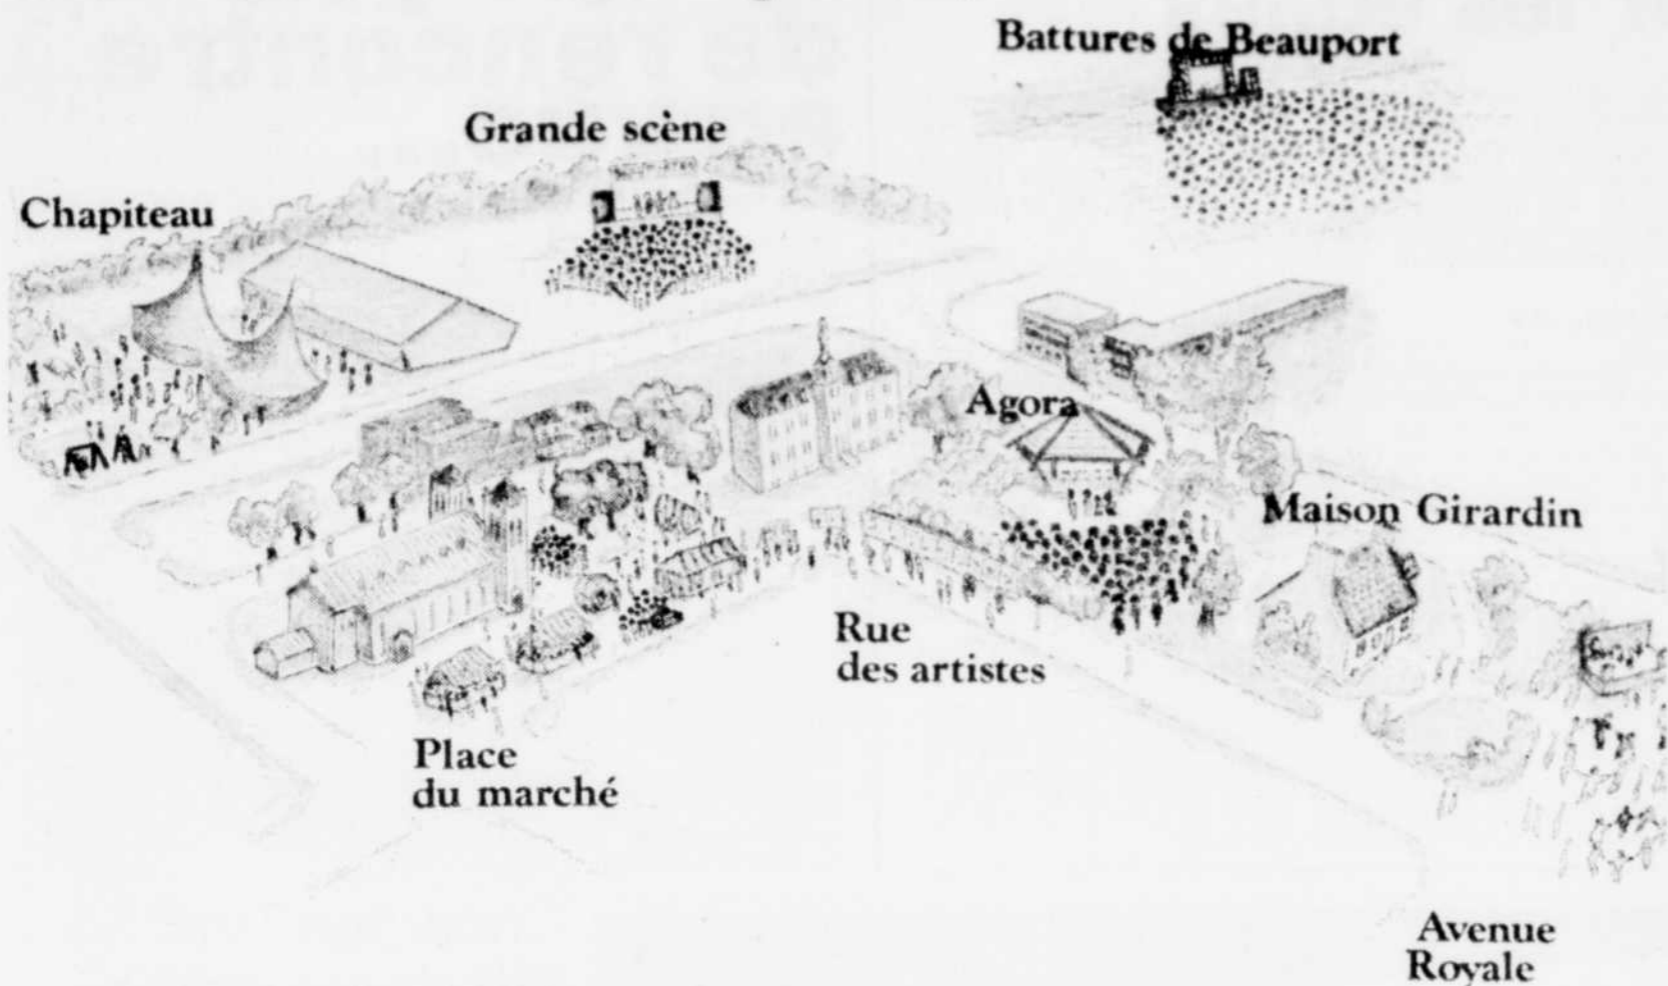 Battures de Beauport
Grande scène
Chapiteau
Agora
Maison Girardin
Rue
des artistes
Place
du marché
Avenue
Royale